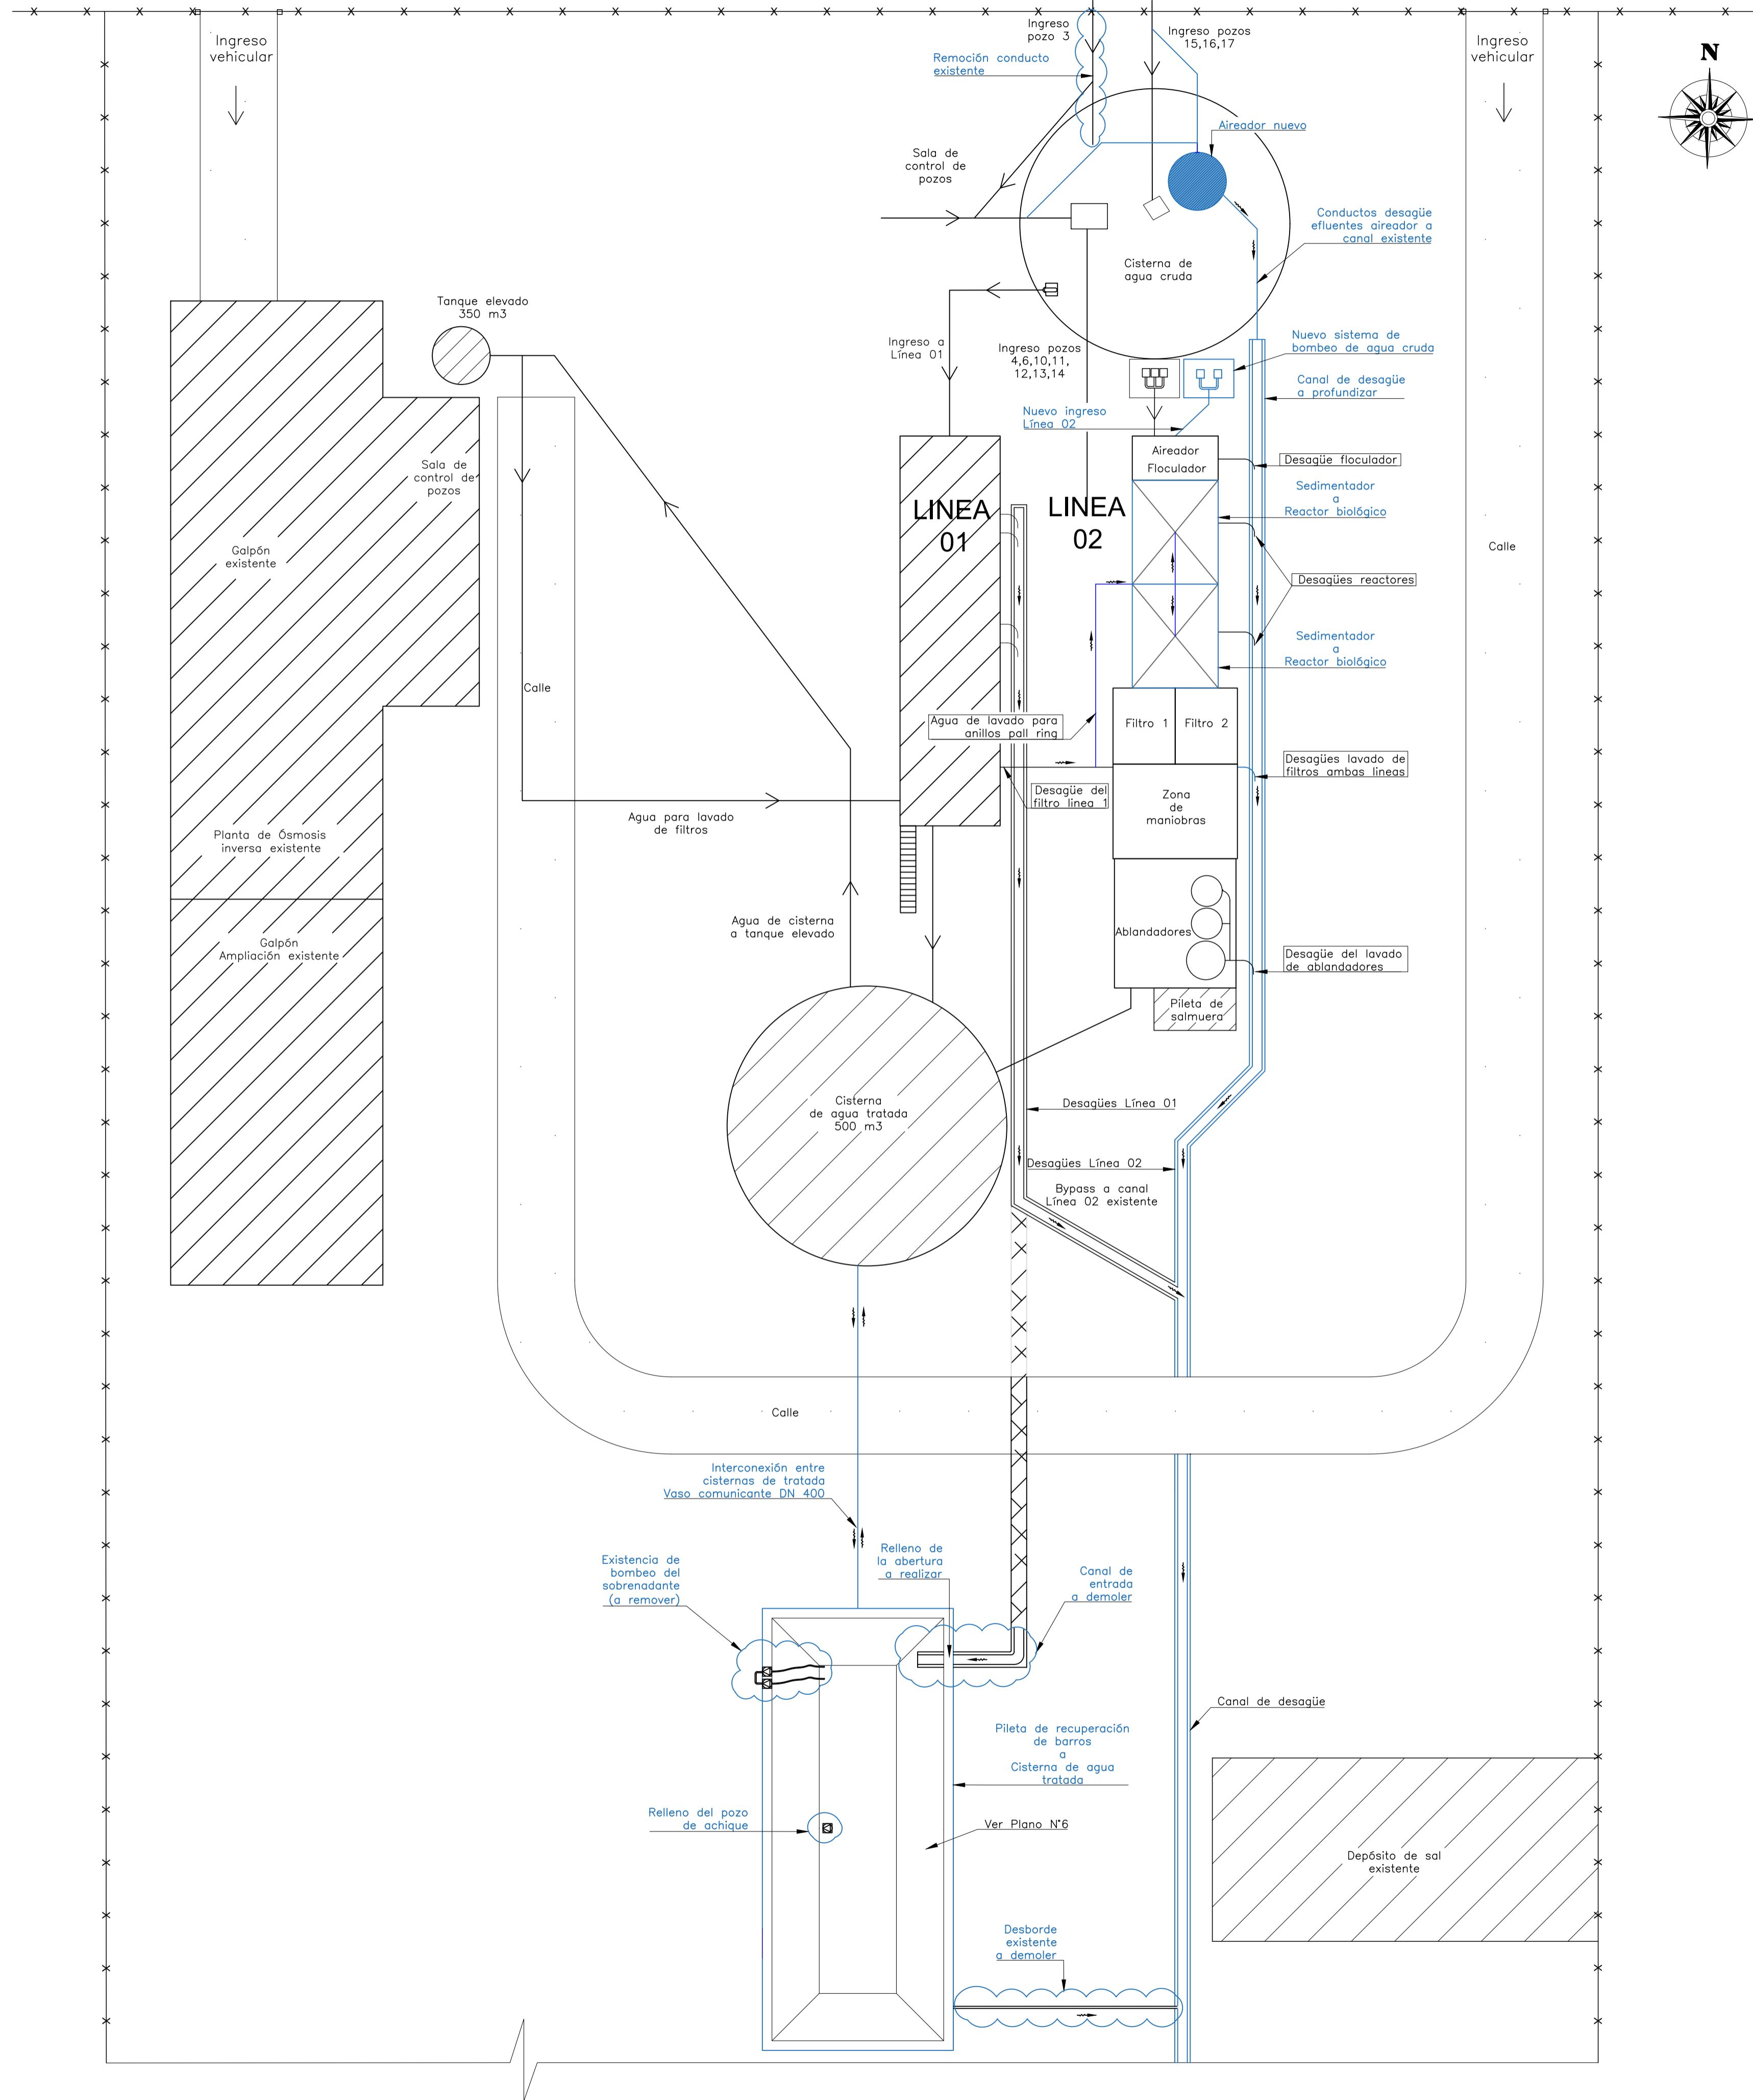 Ingreso
vehicular
Ingreso
pozo 3
Ingreso pozos
15,16,17
Ingreso
vehicular
N
Remoción conducto
existente
Aireador nuevo
Sala de
control de
pozos
Conductos desagüe
efluentes aireador a
canal existente
Cisterna de
agua cruda
Tanque elevado
350 m3
Ingreso a
Línea 01
Ingreso pozos
4,6,10,11,
12,13,14
Nuevo sistema de
bombeo de agua cruda
Canal de desagüe
a profundizar
Nuevo ingreso
Línea 02
Aireador
Floculador
Desagüe floculador
Sala de
control de
pozos
Sedimentador
a
Reactor biológico
LINEA
01
LINEA
02
Galpón
existente
Calle
Desagües reactores
Sedimentador
a
Reactor biológico
Calle
Agua de lavado para
anillos pall ring
Filtro 1
Filtro 2
Desagües lavado de
filtros ambas lineas
Desagüe del
filtro linea 1
Zona
de
maniobras
Agua para lavado
de filtros
Planta de Ósmosis
inversa existente
Agua de cisterna
a tanque elevado
Ablandadores
Galpón
Ampliación existente
Desagüe del lavado
de ablandadores
Pileta de
salmuera
Cisterna
de agua tratada
500 m3
Desagües Línea 01
Desagües Línea 02
Bypass a canal
Línea 02 existente
Calle
Interconexión entre
cisternas de tratada
Vaso comunicante DN 400
Existencia de
bombeo del
sobrenadante
(a remover)
Relleno de
la abertura
a realizar
Canal de
entrada
a demoler
Canal de desagüe
Pileta de recuperación
de barros
a
Cisterna de agua
tratada
Relleno del pozo
de achique
Ver Plano N°6
Depósito de sal
existente
Desborde
existente
a demoler